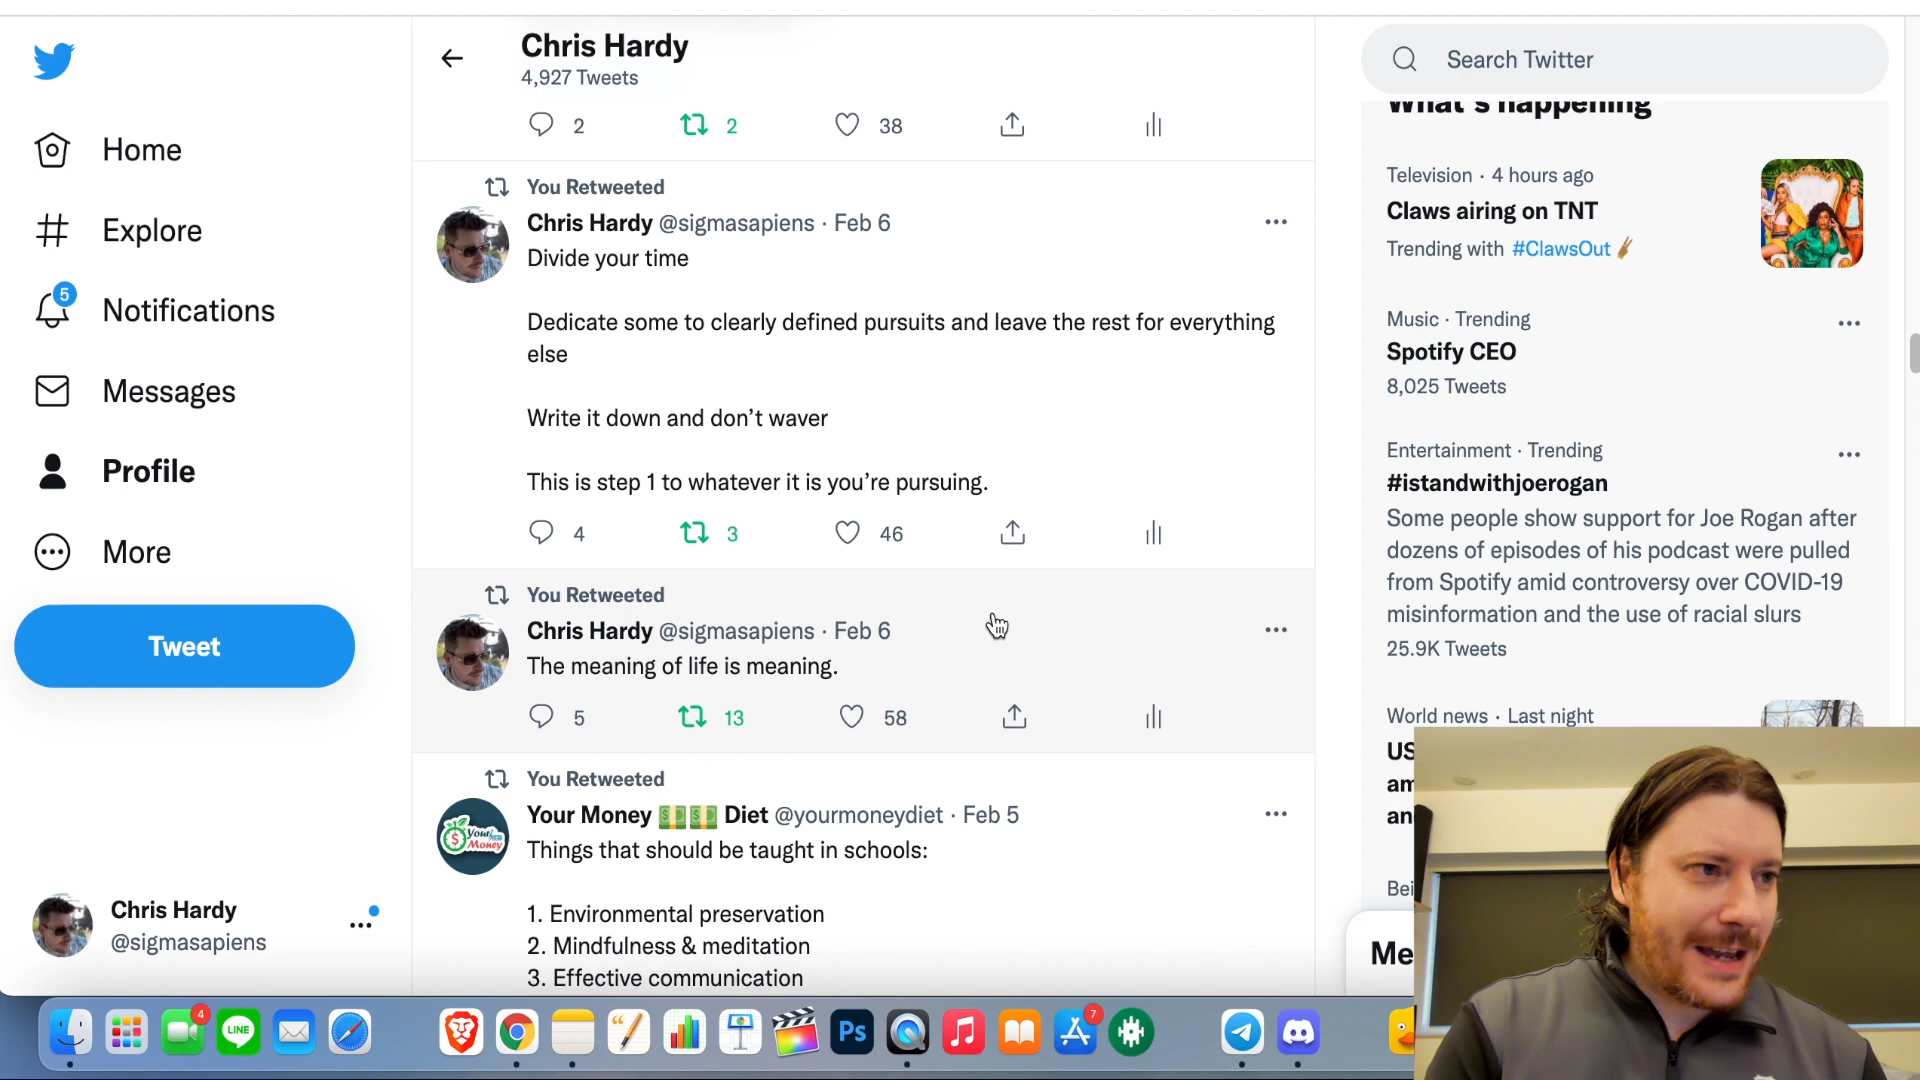 Home
Explore
5
Notifications
Messages
Profile
More
Tweet
Chris Hardy
@sigmasapiens
Chris Hardy
4,927 Tweets
2 2 38
You Retweeted
Chris Hardy @sigmasapiens · Feb 6
Divide your time
Dedicate some to clearly defined pursuits and leave the rest for everything
else
Write it down and don’t waver
This is step 1 to whatever it is you’re pursuing.
4 3 46
You Retweeted
Chris Hardy @sigmasapiens · Feb 6
The meaning of life is meaning.
5 13 58
You Retweeted
Your Money 💵💵 Diet @yourmoneydiet · Feb 5
Your
Money
Things that should be taught in schools:
1. Environmental preservation
2. Mindfulness & meditation
3. Effective communication
Search Twitter
What's happening
Television · 4 hours ago
Claws airing on TNT
Trending with #ClawsOut
Music · Trending
Spotify CEO
8,025 Tweets
Entertainment · Trending
#istandwithjoerogan
Some people show support for Joe Rogan after
dozens of episodes of his podcast were pulled
from Spotify amid controversy over COVID-19
misinformation and the use of racial slurs
25.9K Tweets
World news · Last night
US
am
an
Bei
Me
4
LINE
Ps
7